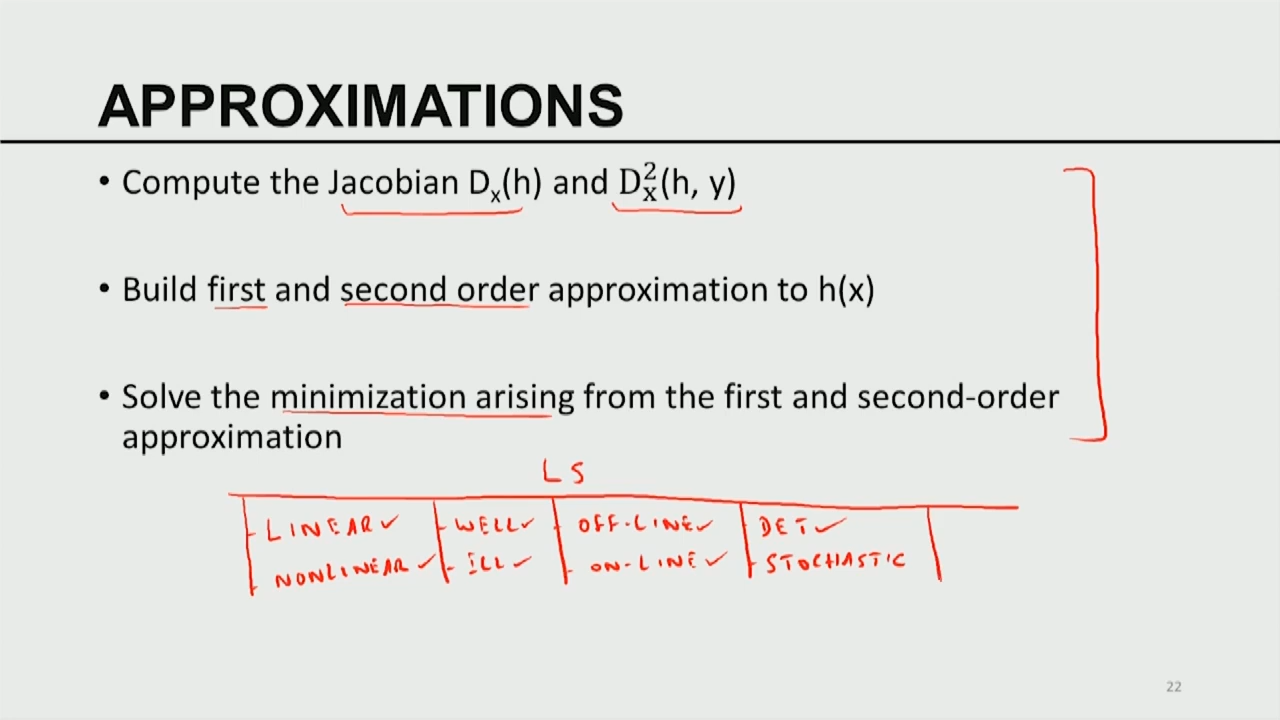 APPROXIMATIONS
• Compute the Jacobian Dₓ(h) and D²ₓ(h, y)
• Build first and second order approximation to h(x)
• Solve the minimization arising from the first and second-order
approximation
LS
LINEAR ✓ WELL ✓ OFF-LINE ✓ DET ✓
NONLINEAR ✓ ILL ✓ ON-LINE ✓ STOCHASTIC
22